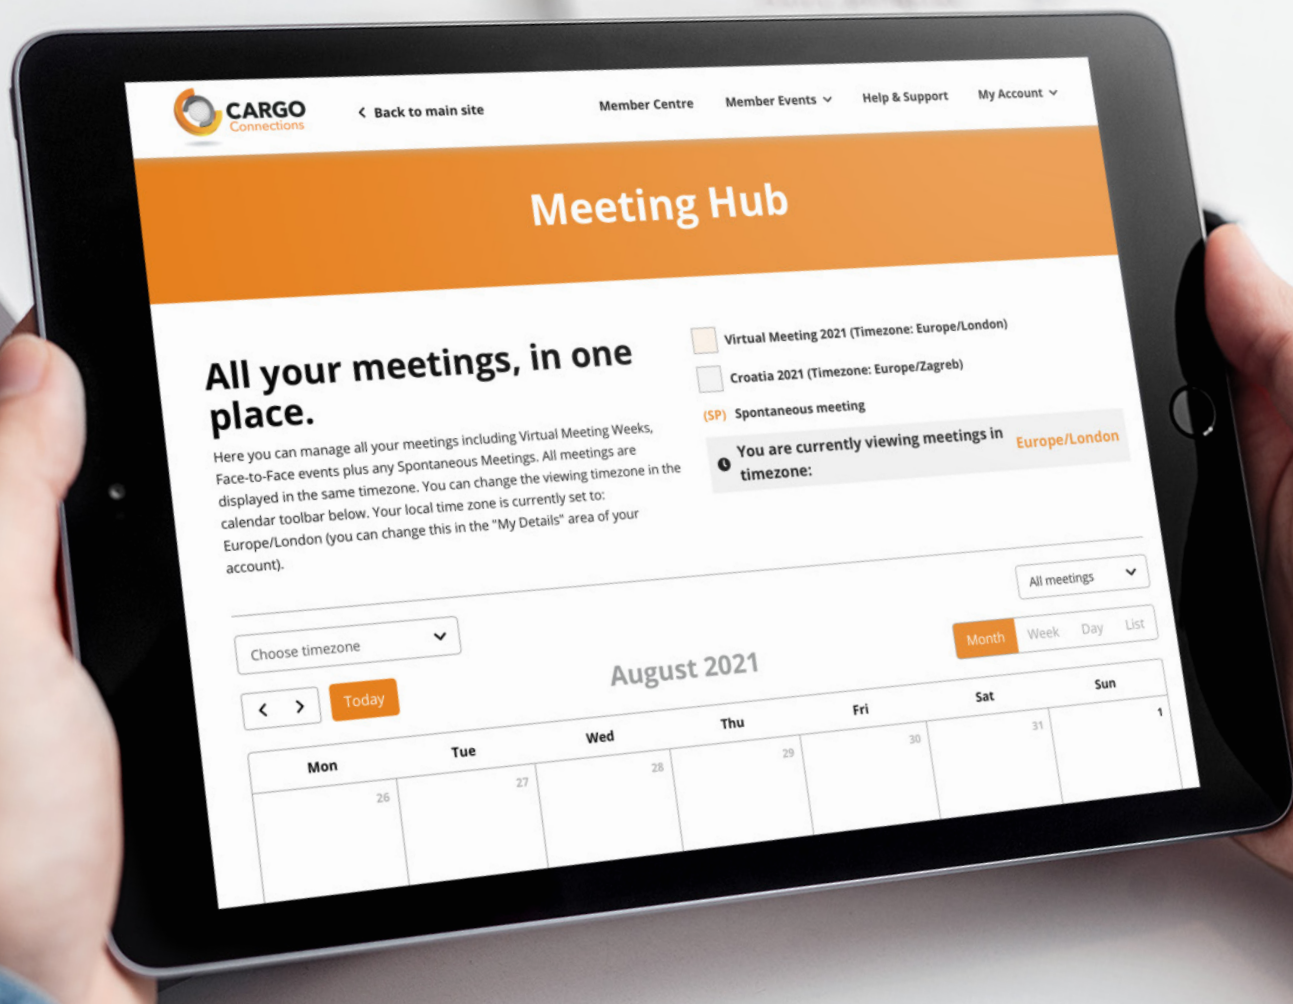 CARGO
Connections
Back to main site
Member Centre
Member Events
Help & Support
My Account
Meeting Hub
All your meetings, in one
place.
Here you can manage all your meetings including Virtual Meeting Weeks,
Face-to-Face events plus any Spontaneous Meetings. All meetings are
displayed in the same timezone. You can change the viewing timezone in the
calendar toolbar below. Your local time zone is currently set to:
Europe/London (you can change this in the "My Details" area of your
account).
Virtual Meeting 2021 (Timezone: Europe/London)
Croatia 2021 (Timezone: Europe/Zagreb)
(SP) Spontaneous meeting
You are currently viewing meetings in
timezone:
Europe/London
All meetings
Choose timezone
Today
August 2021
Month Week Day List
Mon Tue Wed Thu Fri Sat Sun
26 27 28 29 30 31 1